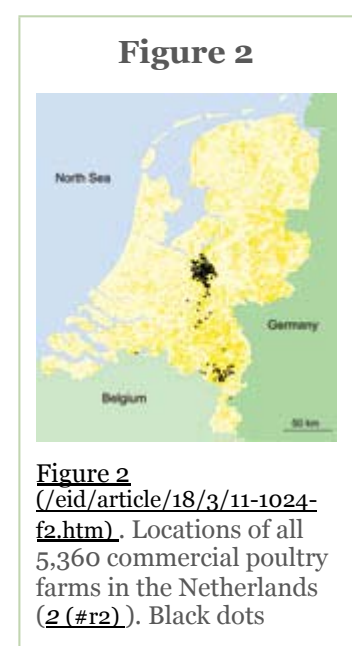 Figure 2
North Sea
Germany
Belgium
50 km
Figure 2
(/eid/article/18/3/11-1024-
f2.htm) . Locations of all
5,360 commercial poultry
farms in the Netherlands
(2 (#r2) ). Black dots